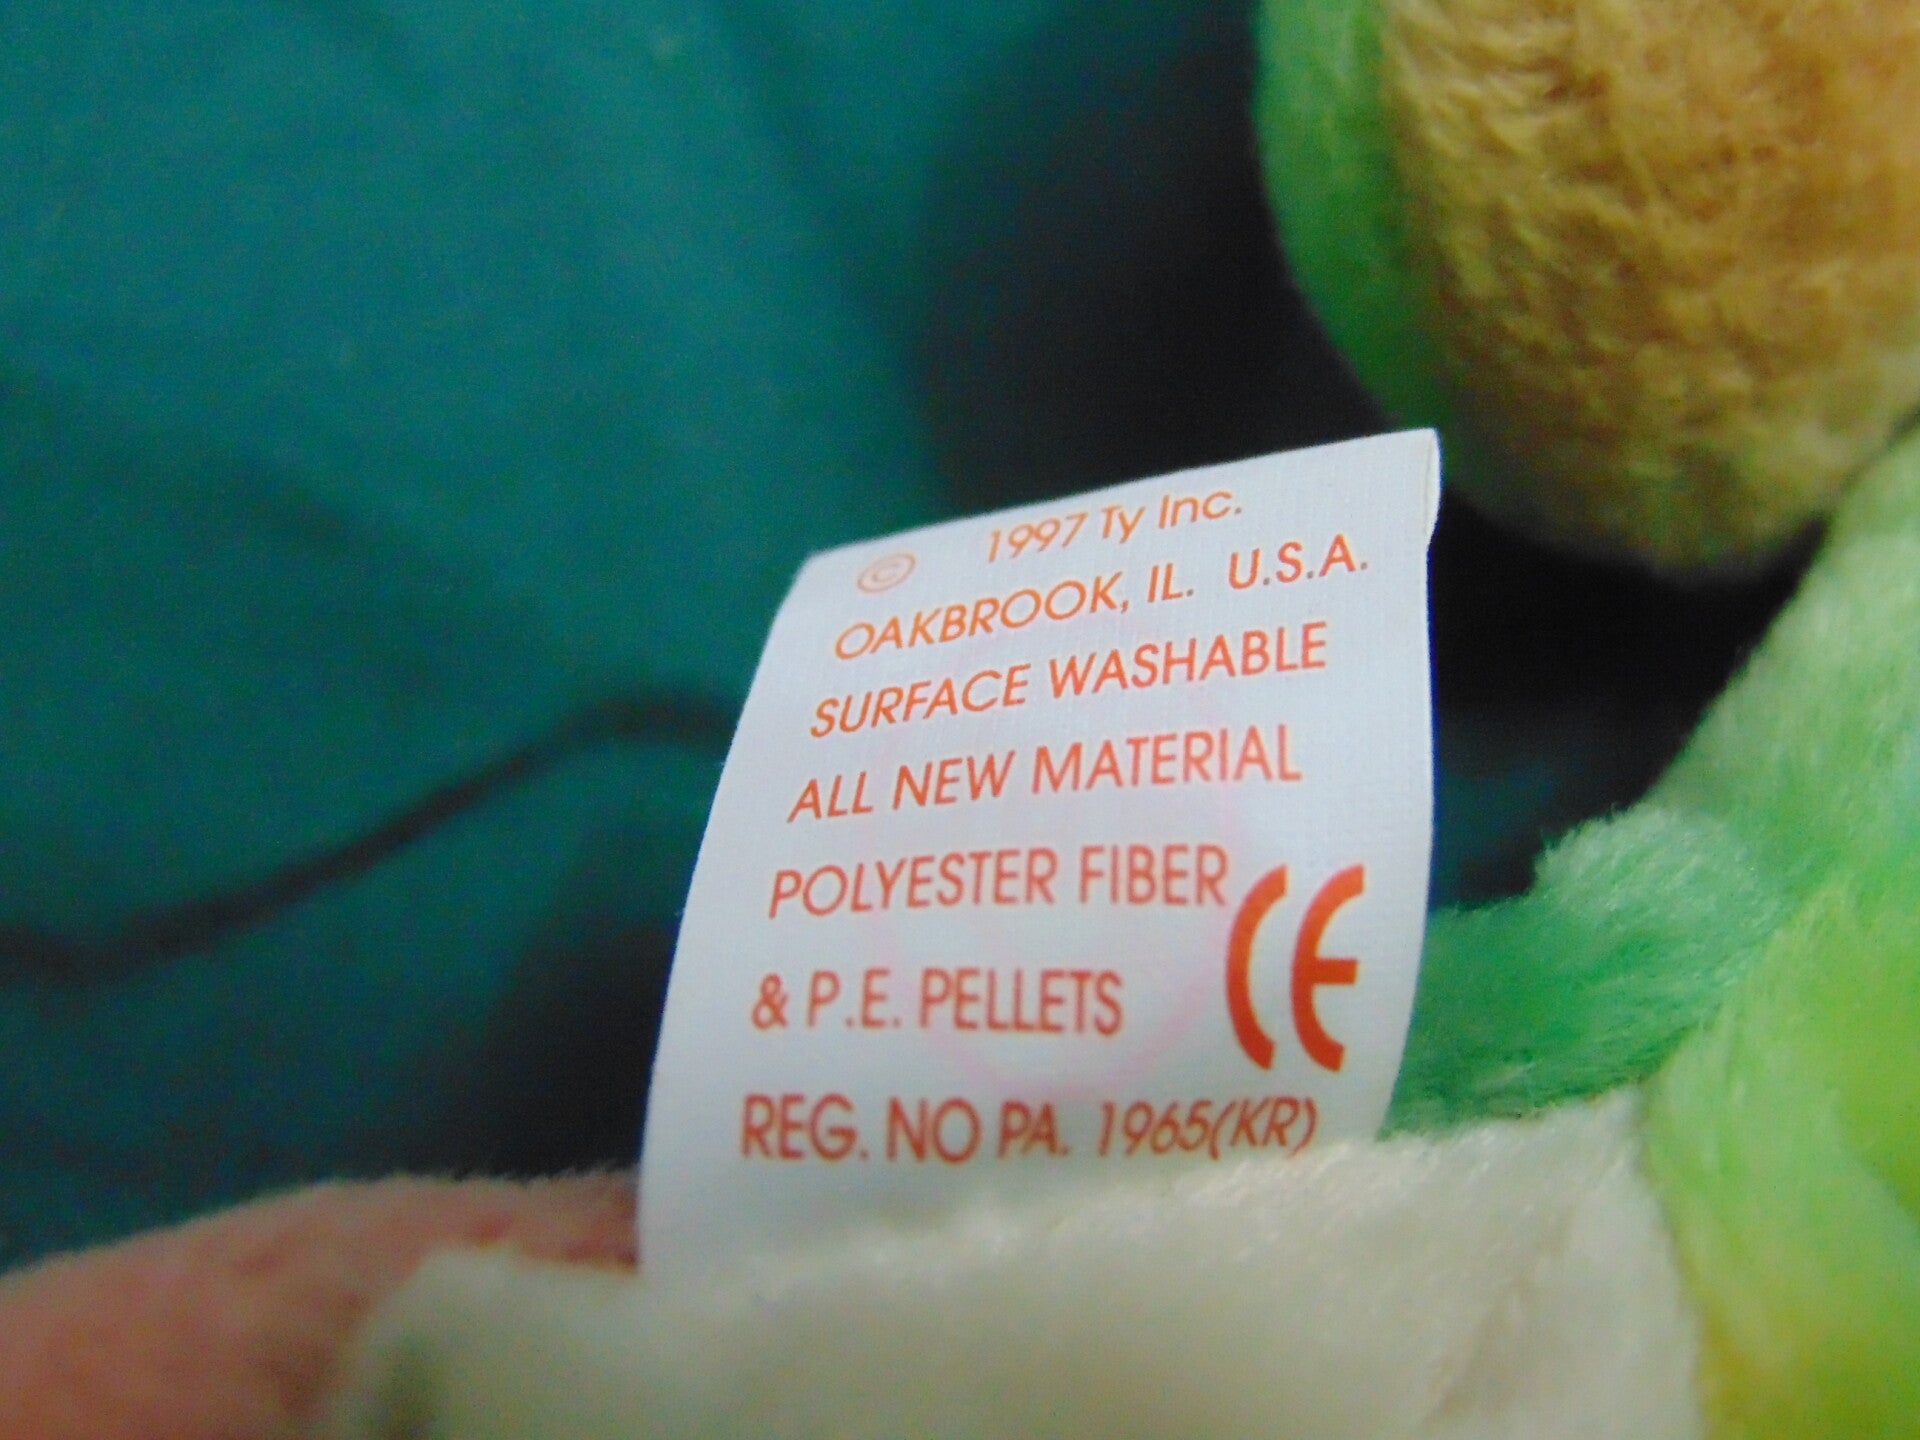 © 1997 Ty Inc.
OAKBROOK, IL. U.S.A.
SURFACE WASHABLE
ALL NEW MATERIAL
POLYESTER FIBER
& P.E. PELLETS CE
REG. NO PA. 1965(KR)